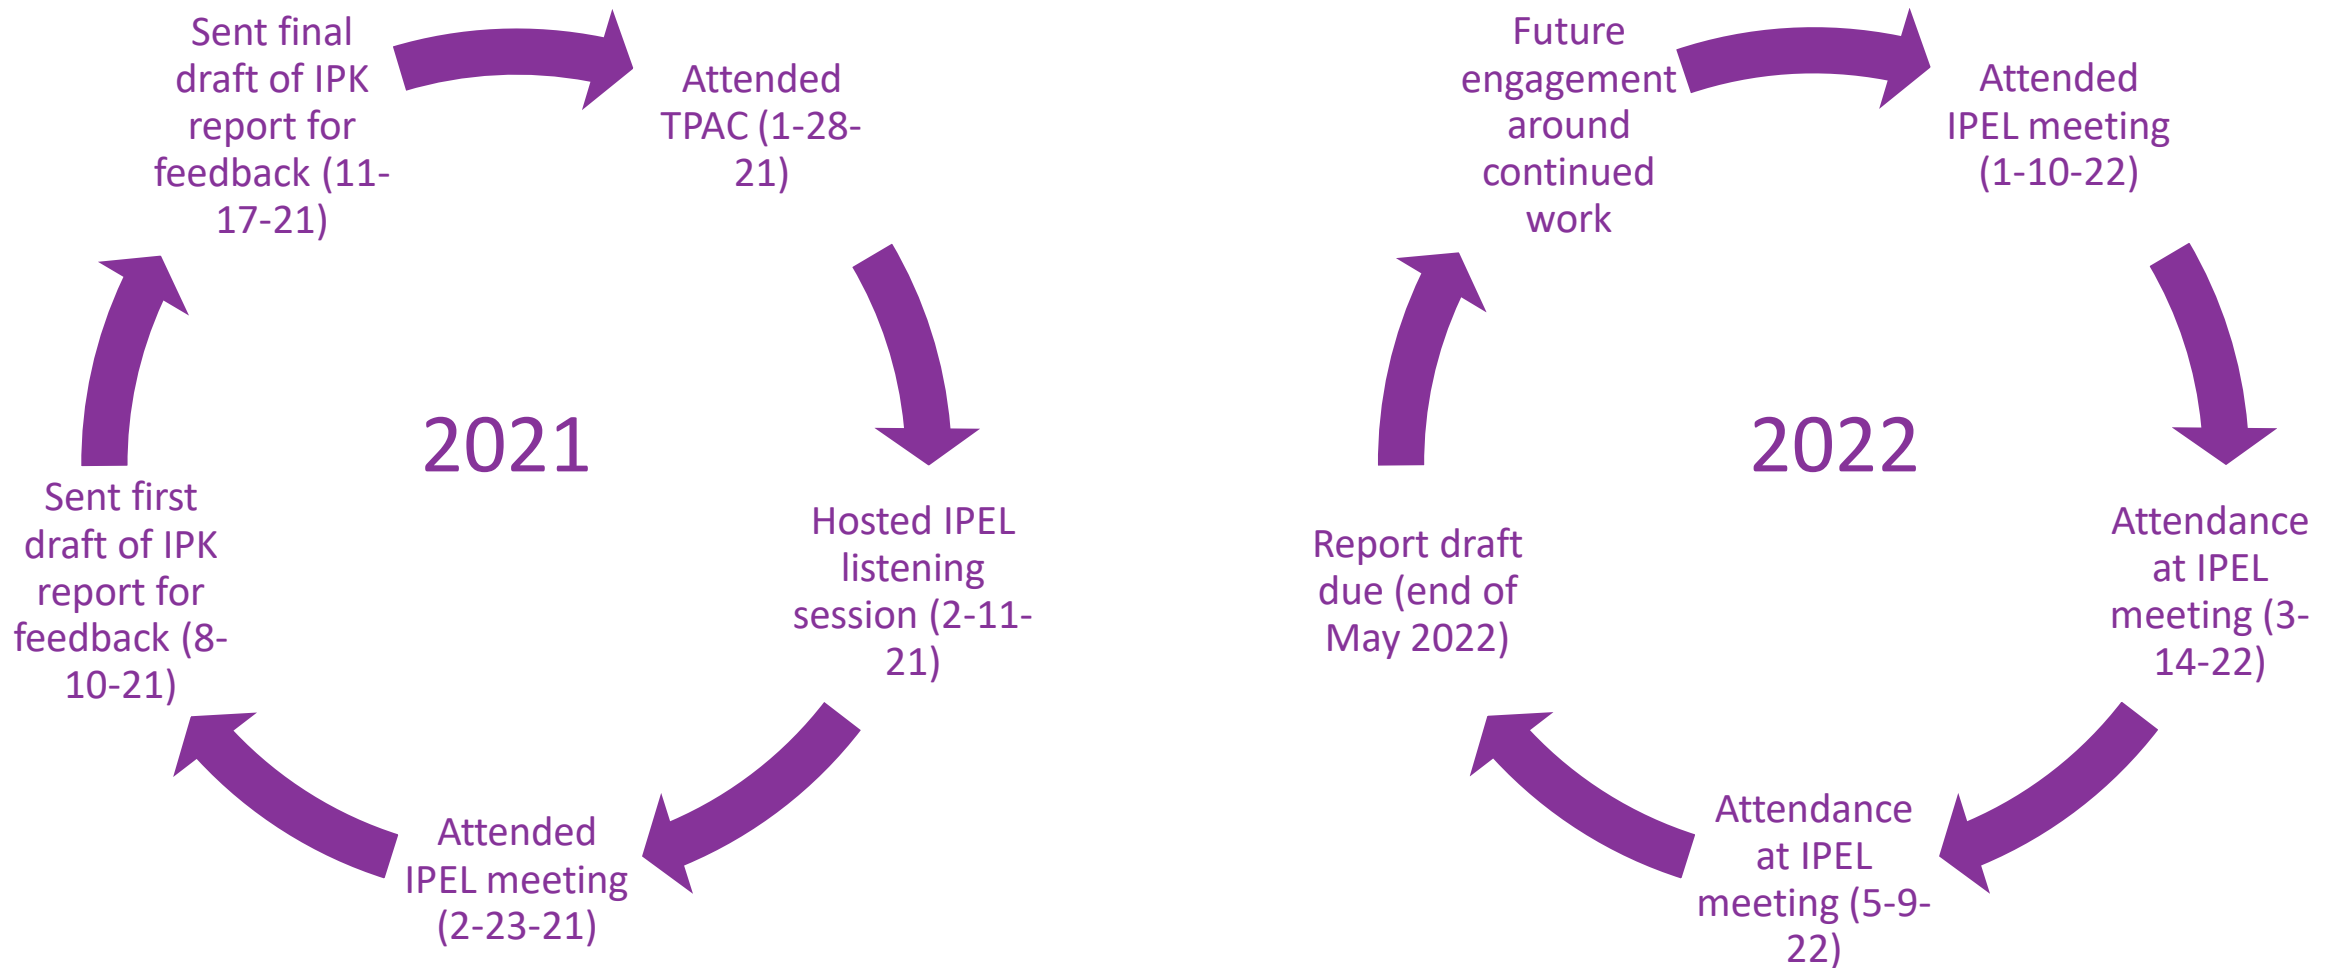 Sent final
draft of IPK
report for
feedback (11-
17-21)
Attended
TPAC (1-28-
21)
Hosted IPEL
listening
session (2-11-
21)
Attended
IPEL meeting
(2-23-21)
Sent first
draft of IPK
report for
feedback (8-
10-21)
2021
Future
engagement
around
continued
work
Attended
IPEL meeting
(1-10-22)
Attendance
at IPEL
meeting (3-
14-22)
Attendance
at IPEL
meeting (5-9-
22)
Report draft
due (end of
May 2022)
2022